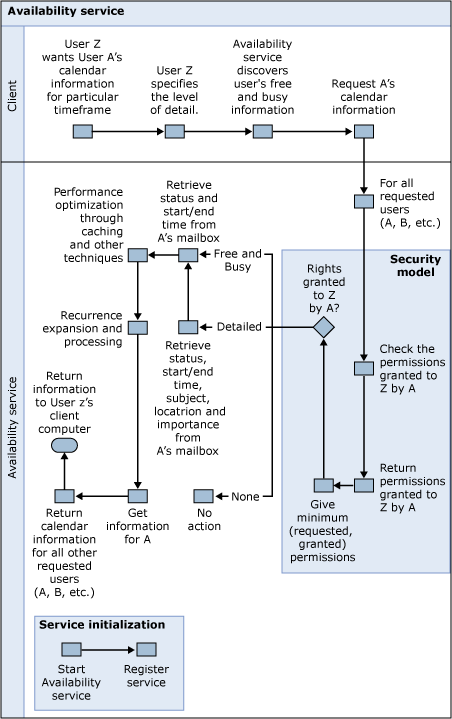 Availability service
Client
User Z
wants User A's
calendar
information
for particular
timeframe
User Z
specifies
the level
of detail.
Availability
service
discovers
user's free
and busy
information
Request A's
calendar
information
Availability service
For all
requested
users
(A, B, etc.)
Performance
optimization
through
caching
and other
techniques
Retrieve
status and
start/end
time from
A's mailbox
Free and
Busy
Security
model
Rights
granted
to Z
by A?
Recurrence
expansion and
processing
Detailed
Retrieve
status,
start/end
time,
subject,
locatrion and
importance
from
A's mailbox
Check the
permissions
granted to
Z by A
Return
information
to User z's
client
computer
Return
calendar
information
for all other
requested
users
(A, B, etc.)
Get
information
for A
None
No
action
Give
minimum
(requested,
granted)
permissions
Return
permissions
granted to
Z by A
Service initialization
Start
Availability
service
Register
service